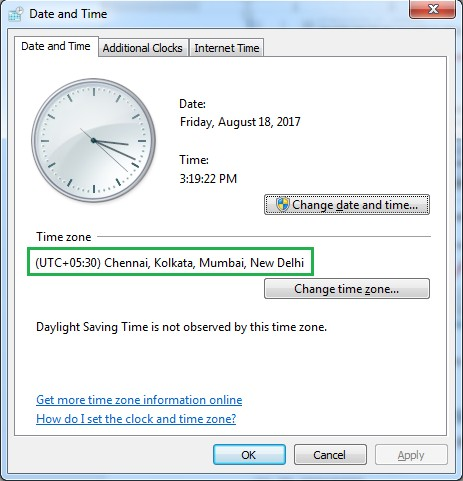 Date and Time
Date and Time
Additional Clocks
Internet Time
Date:
Friday, August 18, 2017
Time:
3:19:22 PM
Change date and time...
Time zone
(UTC+05:30) Chennai, Kolkata, Mumbai, New Delhi
Change time zone...
Daylight Saving Time is not observed by this time zone.
Get more time zone information online
How do I set the clock and time zone?
OK
Cancel
Apply